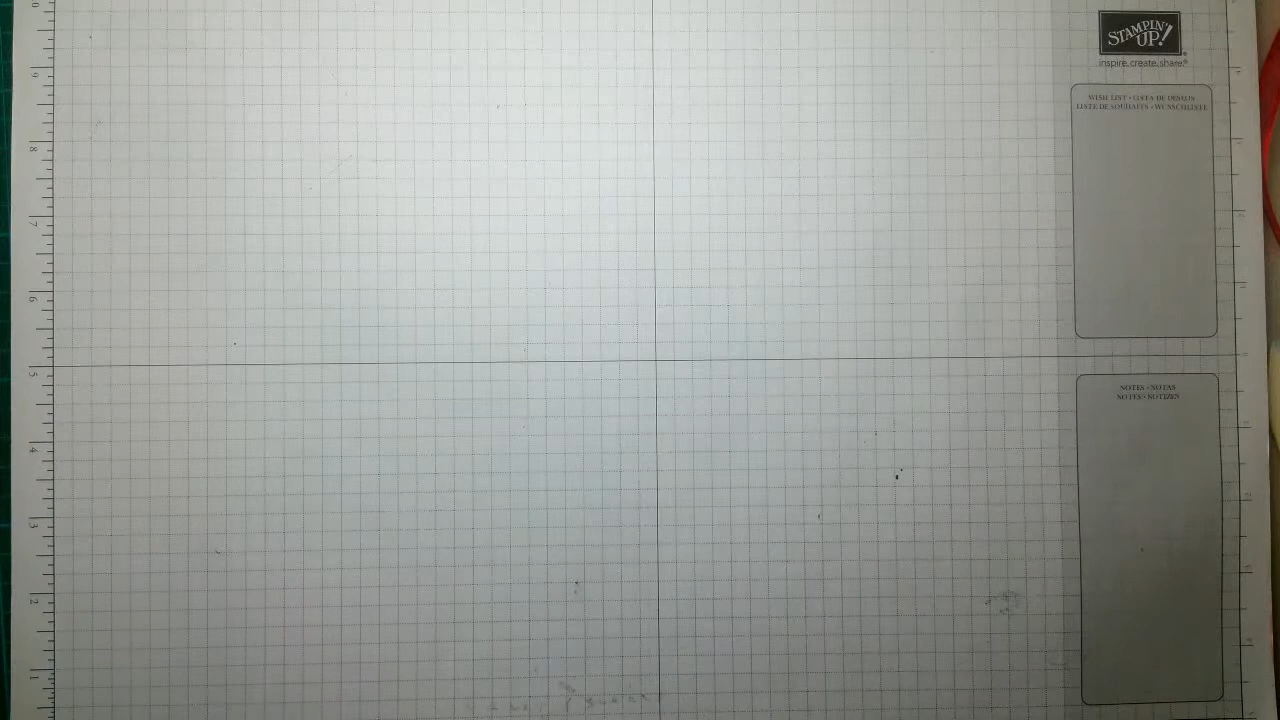 STAMPIN' UP!®
inspire.create.share.®
WISH LIST • LISTA DE DESEOS
LISTE DE SOUHAITS • WUNSCHLISTE
NOTES • NOTAS
NOTES • NOTIZEN
9
8
7
6
5
4
3
2
1